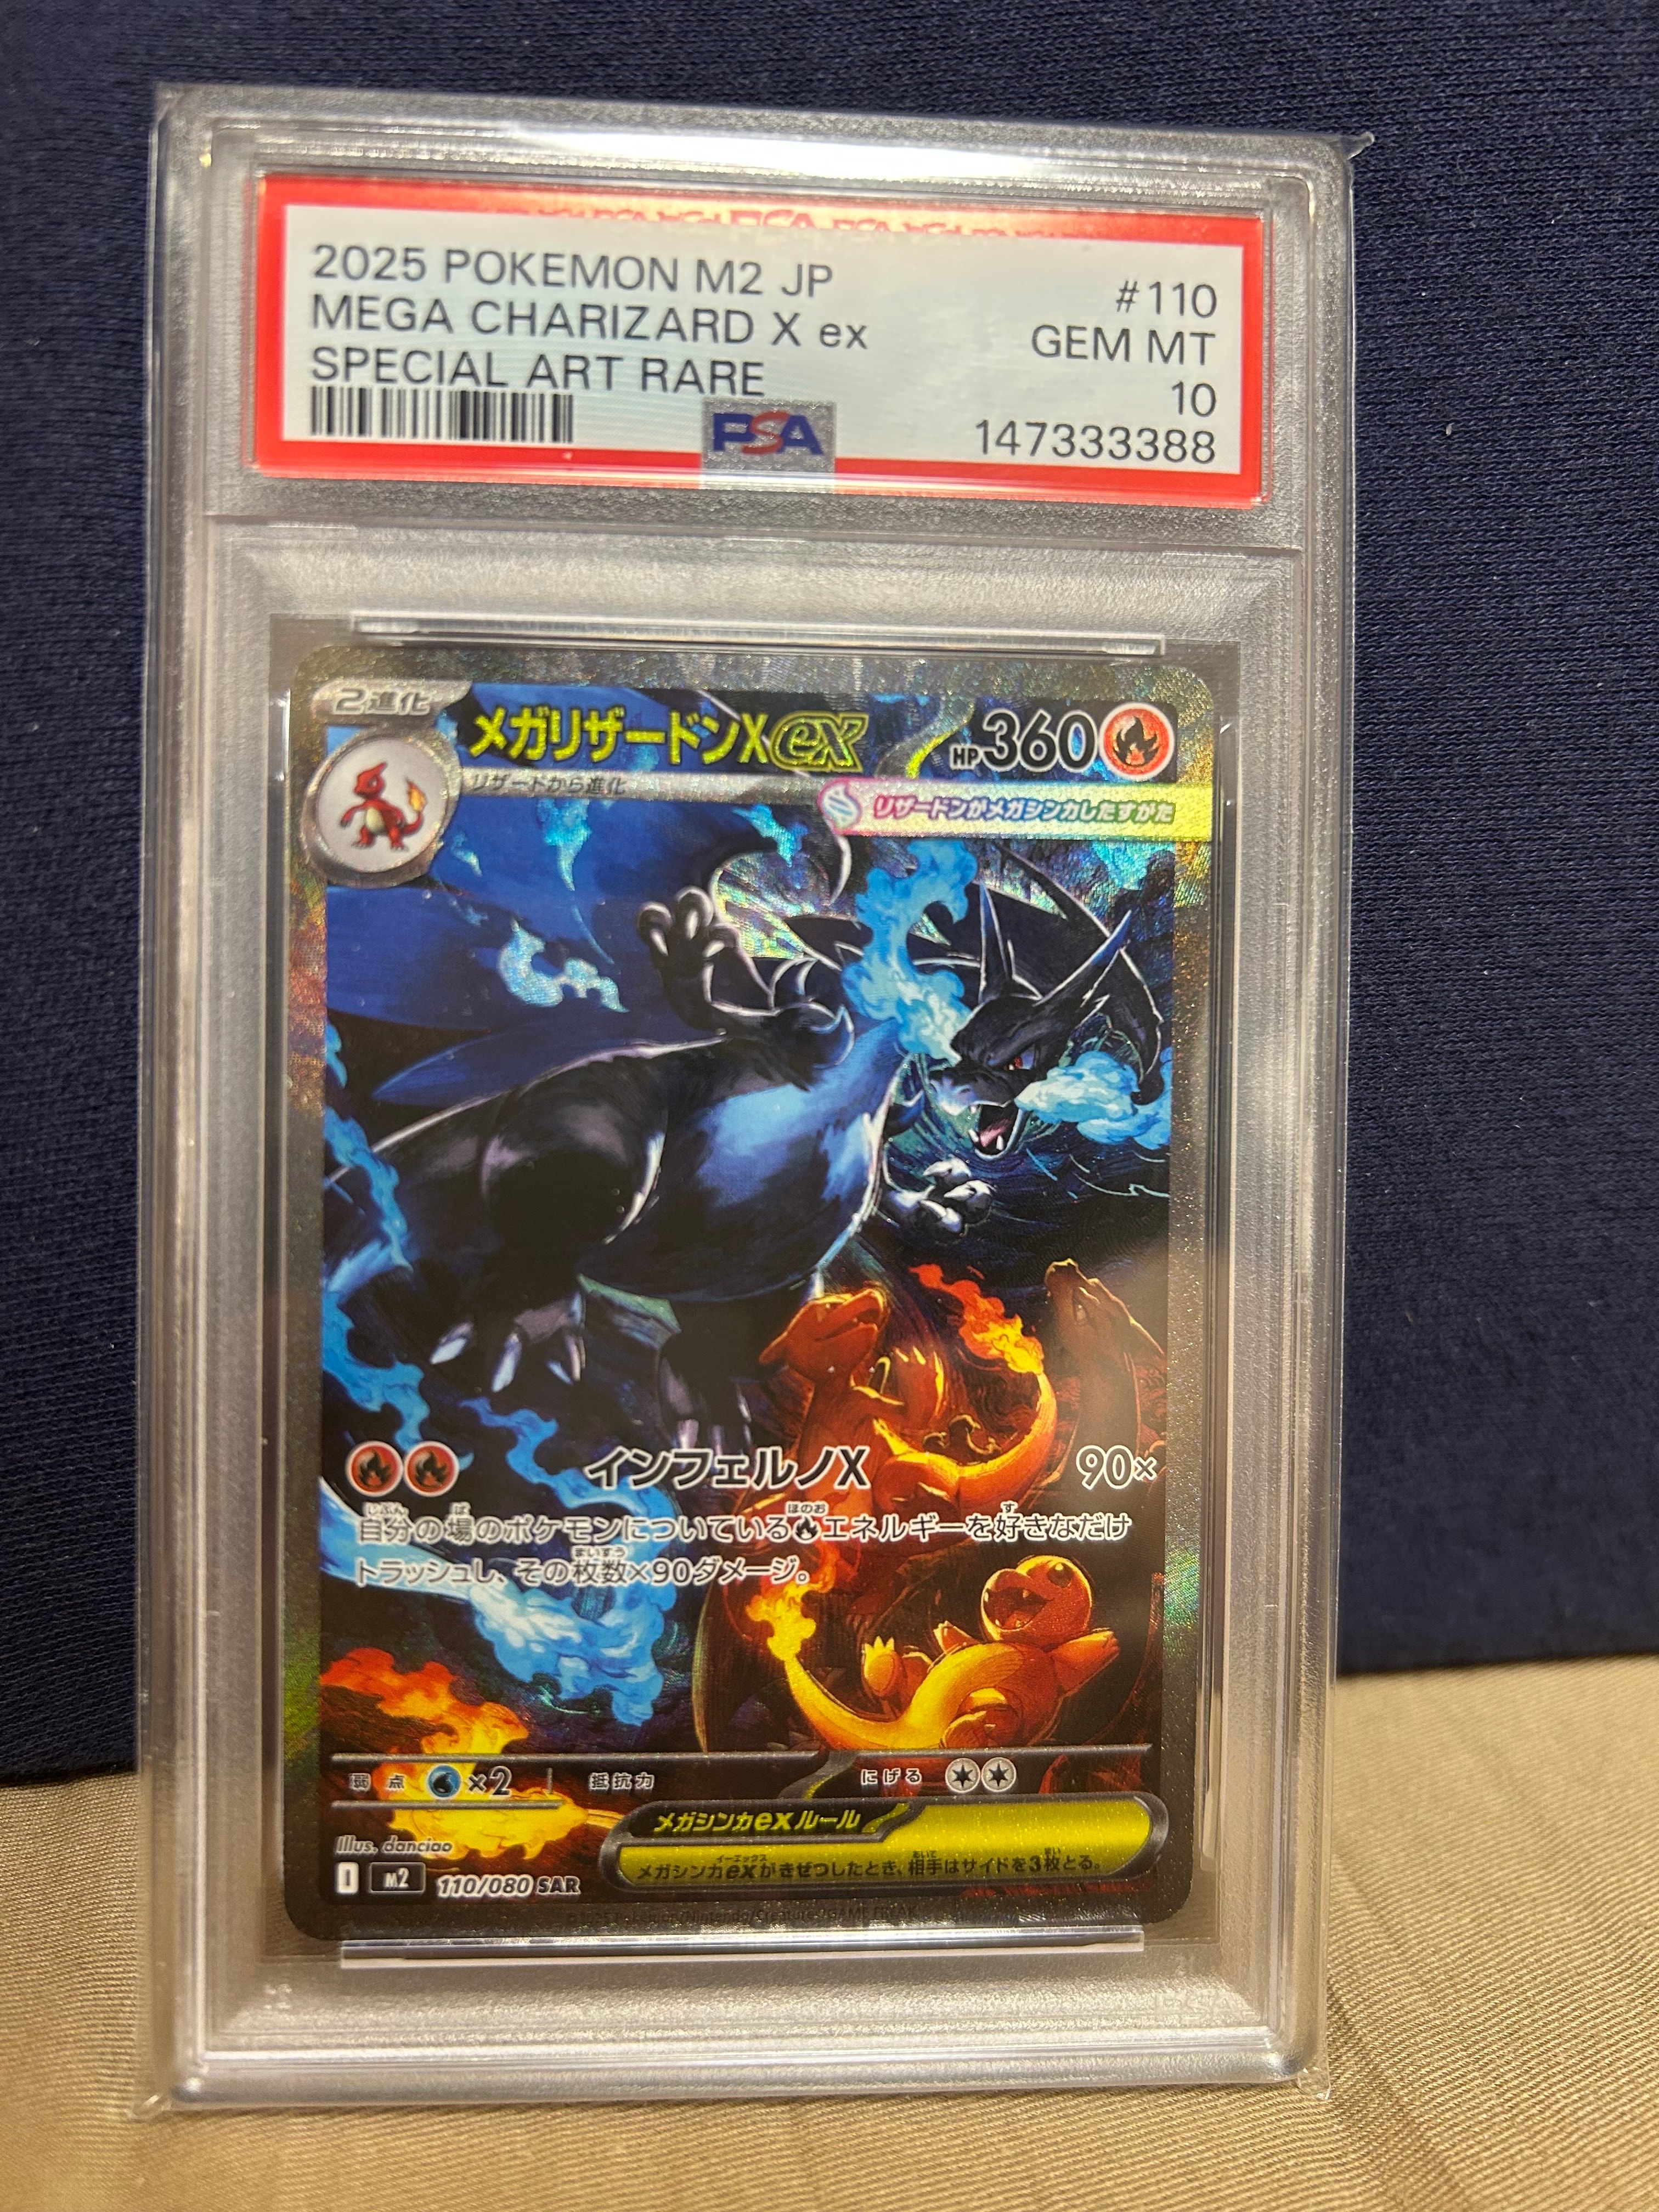 2025 POKEMON M2 JP
#110
MEGA CHARIZARD X ex
GEM MT
SPECIAL ART RARE
10
PSA
147333388
2進化
メガリザードンXex
HP360
リザードから進化
リザードンがメガシンカしたすがた
インフェルノX
90×
自分の場のポケモンについているエネルギーを好きなだけ
トラッシュし、その枚数×90ダメージ。
弱点 ×2 抵抗力 にげる
メガシンカexルール
メガシンカexがきぜつしたとき、相手はサイドを3枚とる。
Illus. danciao
I m2 110/080 SAR